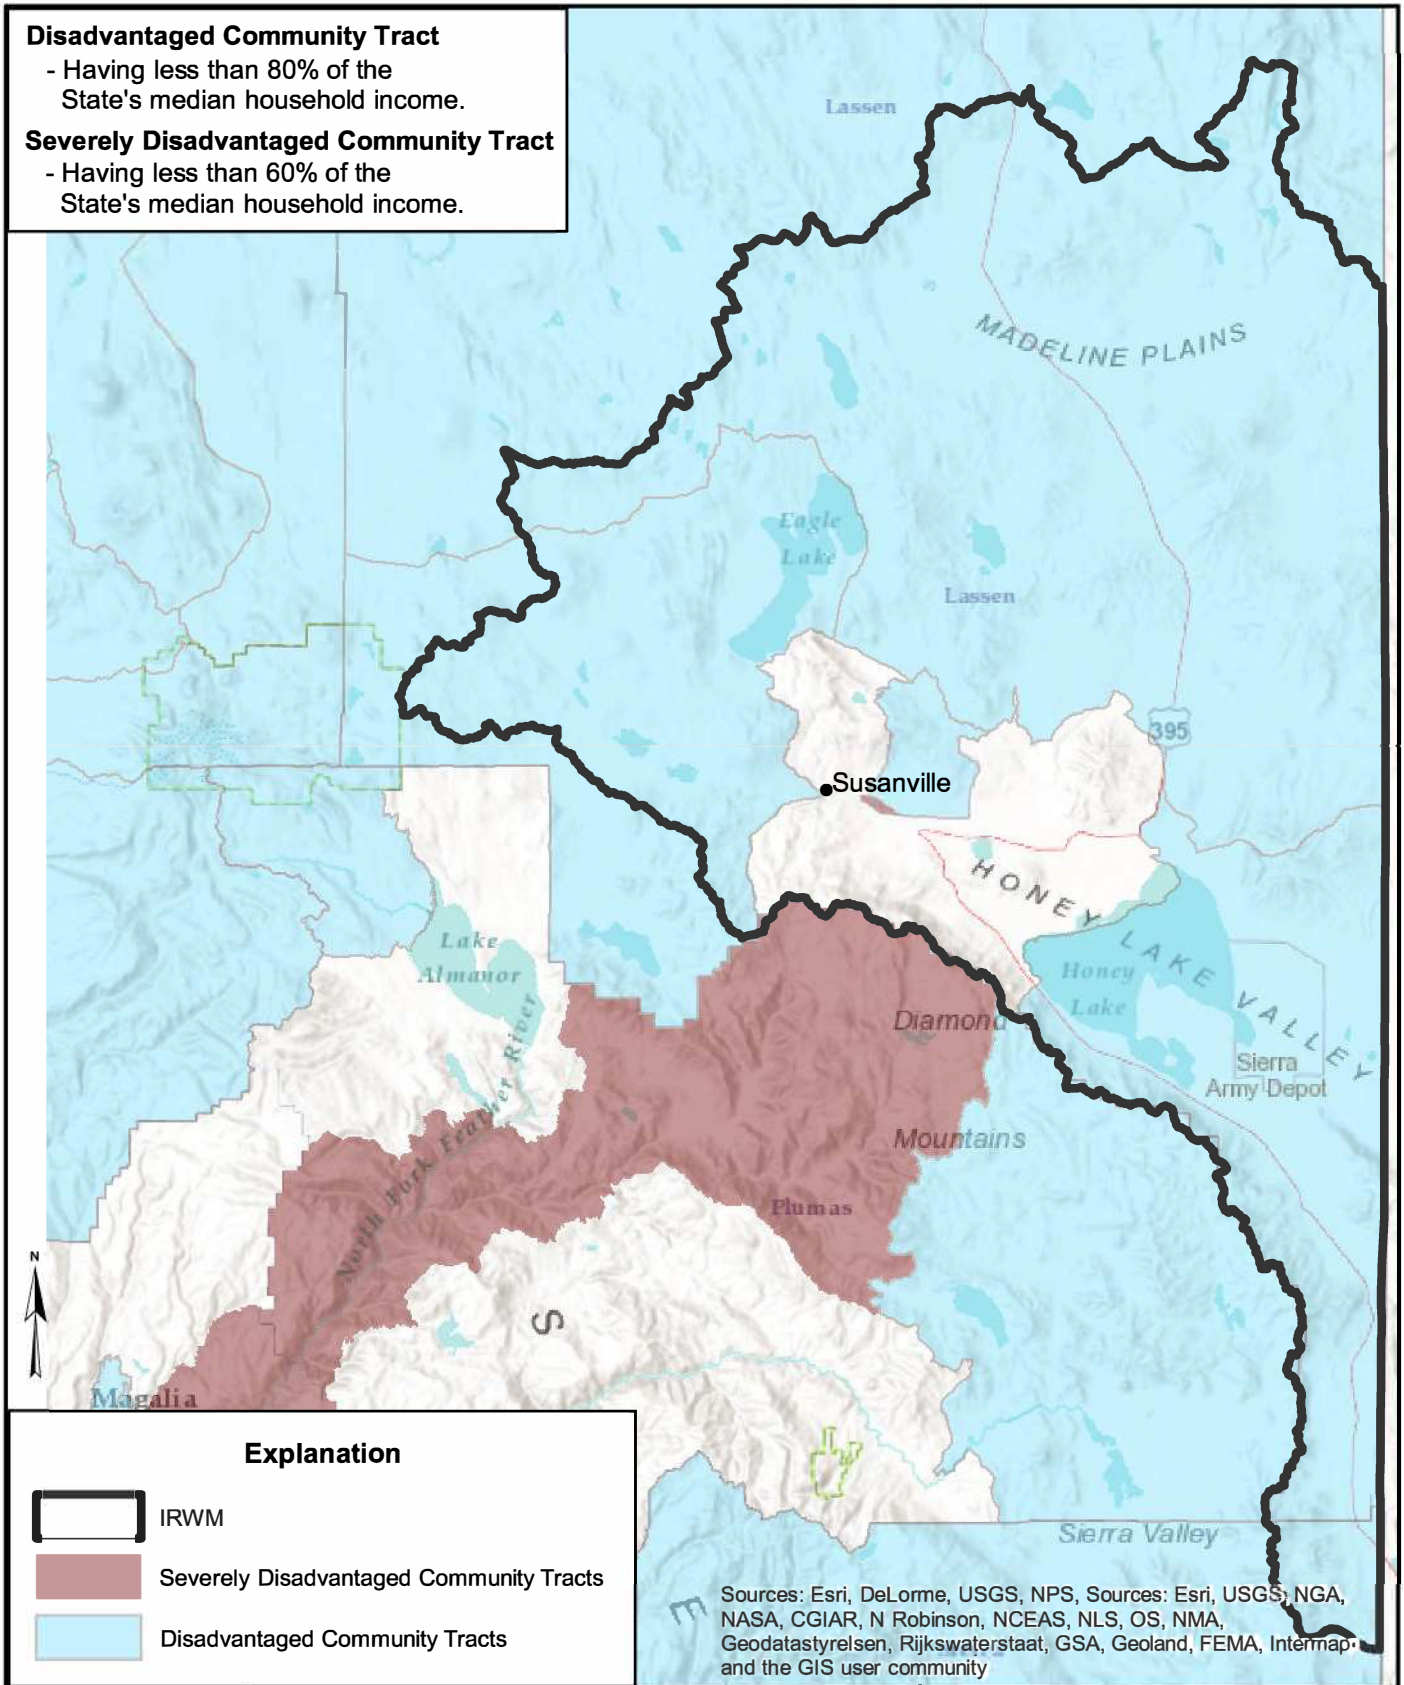 Disadvantaged Community Tract
- Having less than 80% of the
State's median household income.
Severely Disadvantaged Community Tract
- Having less than 60% of the
State's median household income.
Lassen
MADELINE PLAINS
Eagle
Lake
Lassen
395
Susanville
HONEY LAKE VALLEY
Lake
Almanor
Honey
Lake
Diamond
Mountains
Sierra
Army Depot
North Fork Feather River
Plumas
N
S
Magalia
Explanation
IRWM
Severely Disadvantaged Community Tracts
Disadvantaged Community Tracts
Sierra Valley
E
Sources: Esri, DeLorme, USGS, NPS, Sources: Esri, USGS, NGA,
NASA, CGIAR, N Robinson, NCEAS, NLS, OS, NMA,
Geodatastyrelsen, Rijkswaterstaat, GSA, Geoland, FEMA, Intermap
and the GIS user community